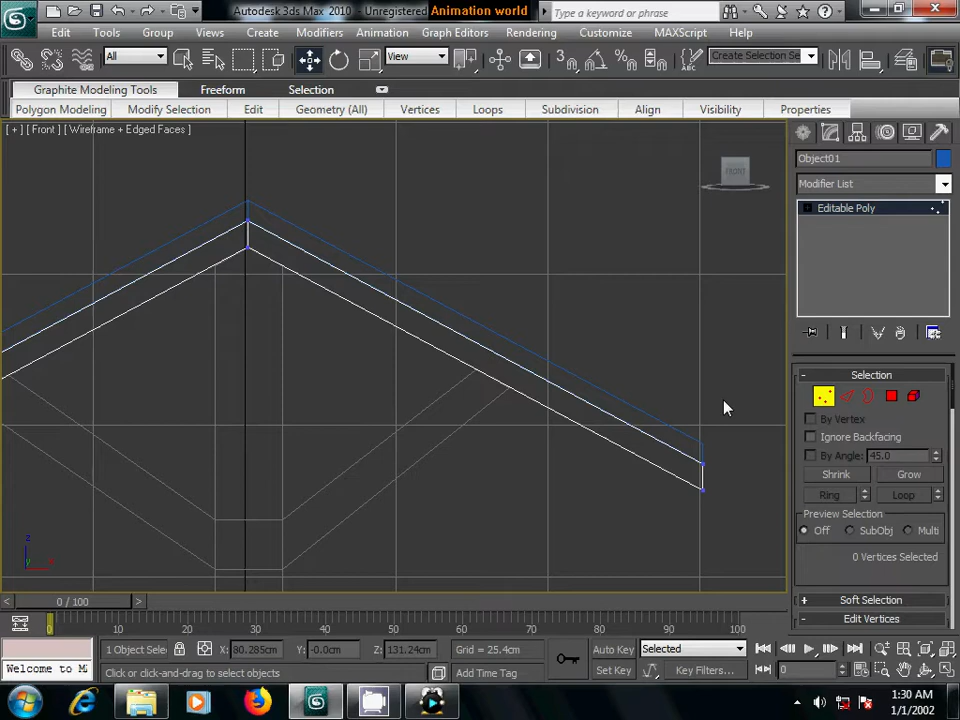 Autodesk 3ds Max 2010 - Unregistered
Animation world
Type a keyword or phrase
File Edit Tools Group Views Create Modifiers Animation Graph Editors Rendering Customize MAXScript Help
All
View
Create Selection Se
Graphite Modeling Tools Freeform Selection
Polygon Modeling Modify Selection Edit Geometry (All) Vertices Loops Subdivision Align Visibility Properties
[ + ] [ Front ] [ Wireframe + Edged Faces ]
FRONT
Object01
Modifier List
Editable Poly
- Selection
By Vertex
Ignore Backfacing
By Angle: 45.0
Shrink Grow
Ring Loop
Preview Selection
Off SubObj Multi
0 Vertices Selected
+ Soft Selection
- Edit Vertices
z
y x
< 0 / 100 >
0 10 20 30 40 50 60 70 80 90 100
1 Object Selec X: 80.285cm Y: -0.0cm Z: 131.24cm Grid = 25.4cm Auto Key Selected
Welcome to M Click or click-and-drag to select objects Add Time Tag Set Key Key Filters... 0
1:30 AM
1/1/2002